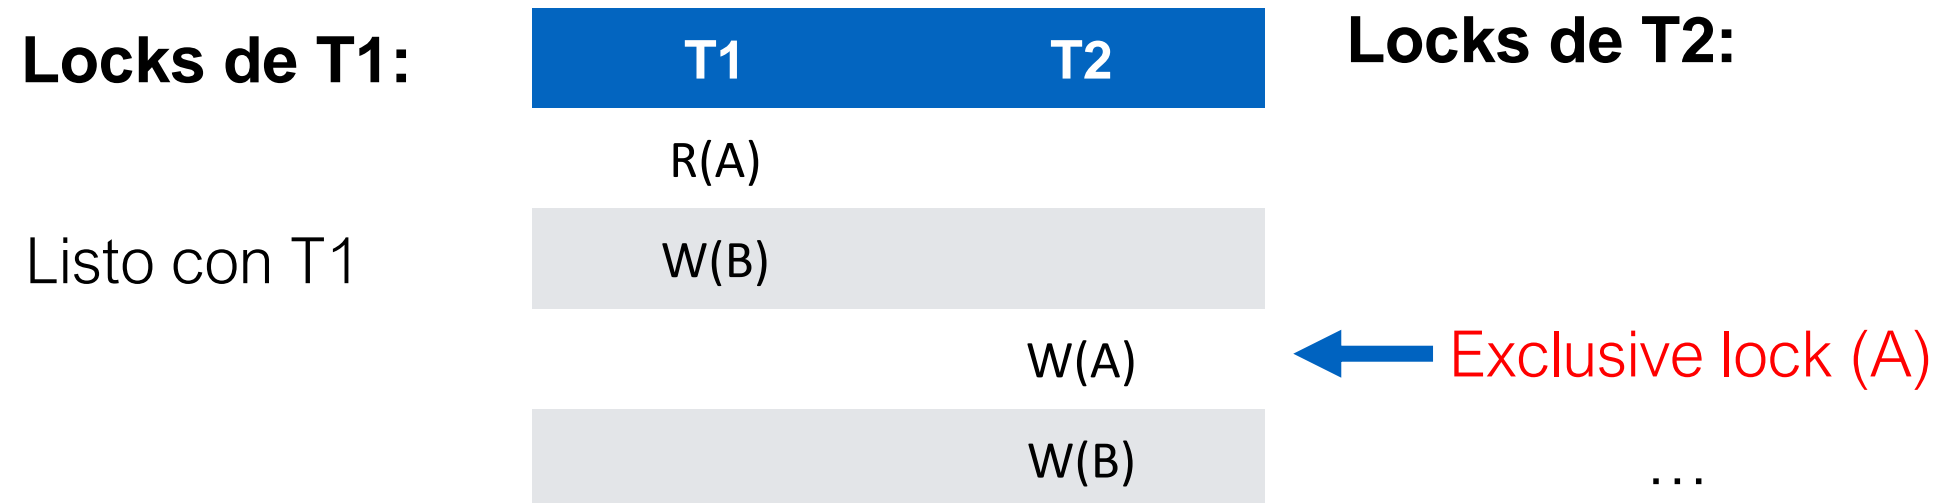 Locks de T1:
T1 T2
Locks de T2:
R(A)
Listo con T1
W(B)
W(A)
Exclusive lock (A)
W(B)
...